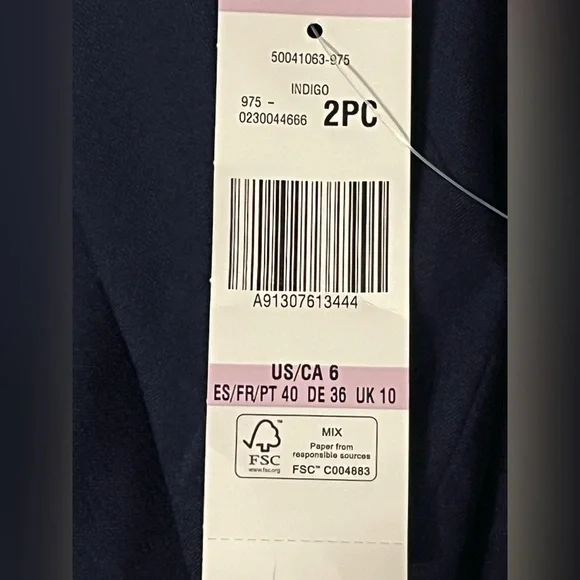 50041063-975
INDIGO
975 -
0230044666 2PC
A91307613444
US/CA 6
ES/FR/PT 40 DE 36 UK 10
FSC
www.fsc.org
MIX
Paper from
responsible sources
FSC™ C004883